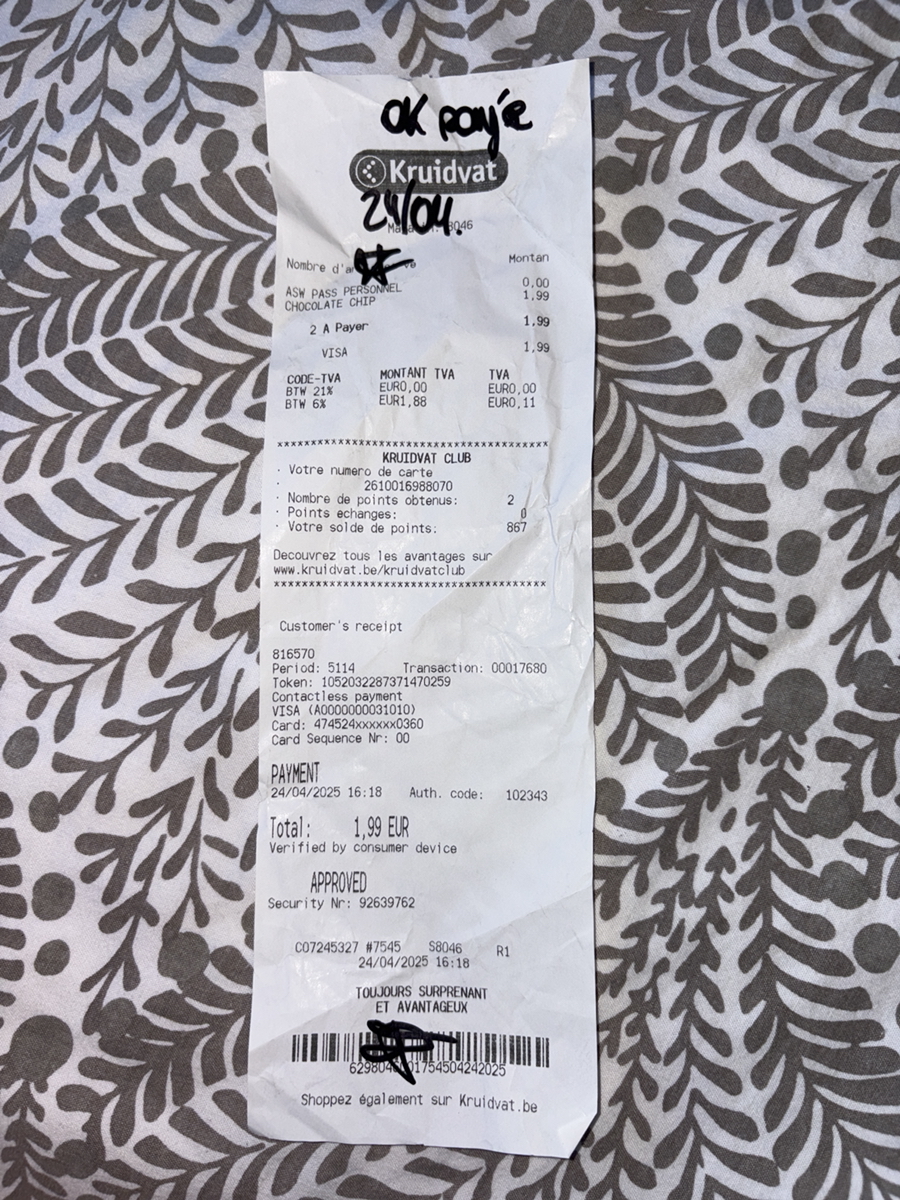 OK payé
Kruidvat
24/04.
8046
Nombre d'ar Montan
ASW PASS PERSONNEL 0.00
CHOCOLATE CHIP 1,99
2 A Payer 1,99
VISA 1,99
CODE-TVA MONTANT TVA TVA
BTW 21% EUR0,00 EUR0,00
BTW 6% EUR1,88 EUR0,11
****************************************
KRUIDVAT CLUB
· Votre numero de carte
· 2610016988070
· Nombre de points obtenus: 2
· Points echanges: 0
· Votre solde de points: 867
Decouvrez tous les avantages sur
www.kruidvat.be/kruidvatclub
****************************************
Customer's receipt
816570
Period: 5114 Transaction: 00017680
Token: 1052032287371470259
Contactless payment
VISA (A0000000031010)
Card: 474524xxxxxx0360
Card Sequence Nr: 00
PAYMENT
24/04/2025 16:18 Auth. code: 102343
Total: 1,99 EUR
Verified by consumer device
APPROVED
Security Nr: 92639762
C07245327 #7545 S8046 R1
24/04/2025 16:18
TOUJOURS SURPRENANT
ET AVANTAGEUX
Shoppez également sur Kruidvat.be